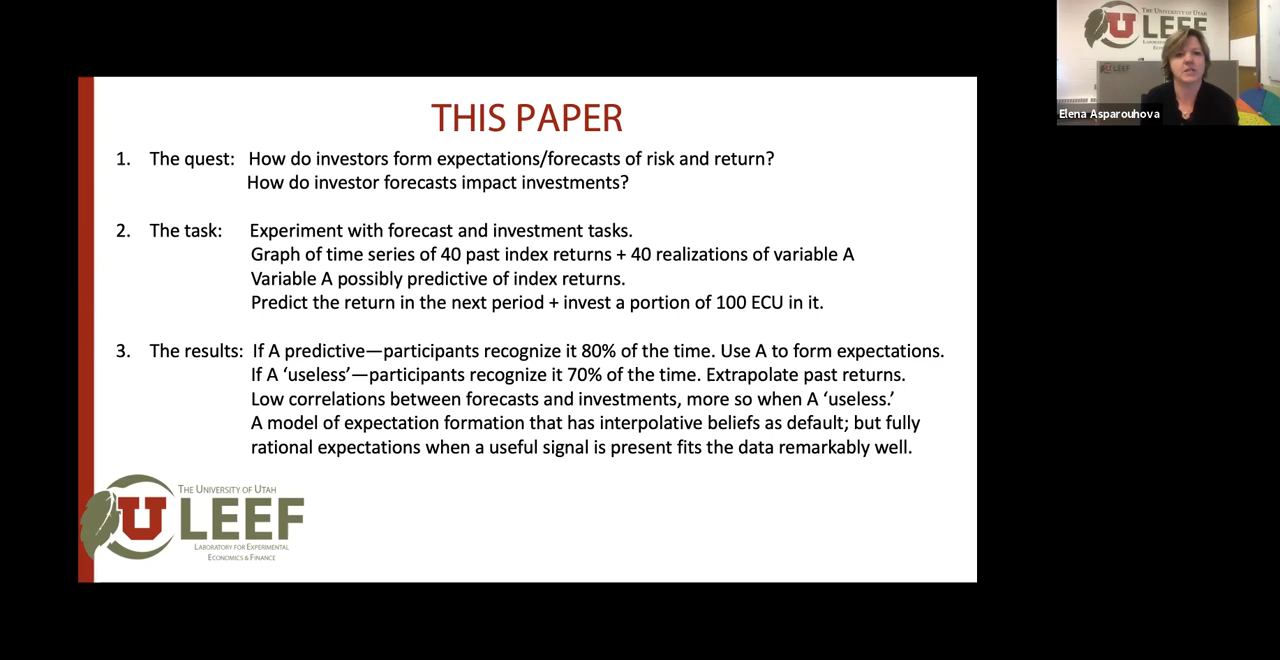 THIS PAPER
1. The quest: How do investors form expectations/forecasts of risk and return?
How do investor forecasts impact investments?
2. The task: Experiment with forecast and investment tasks.
Graph of time series of 40 past index returns + 40 realizations of variable A
Variable A possibly predictive of index returns.
Predict the return in the next period + invest a portion of 100 ECU in it.
3. The results: If A predictive—participants recognize it 80% of the time. Use A to form expectations.
If A ‘useless’—participants recognize it 70% of the time. Extrapolate past returns.
Low correlations between forecasts and investments, more so when A ‘useless.’
A model of expectation formation that has interpolative beliefs as default; but fully
rational expectations when a useful signal is present fits the data remarkably well.
THE UNIVERSITY OF UTAH
U LEEF
LABORATORY FOR EXPERIMENTAL
ECONOMICS & FINANCE
THE UNIVERSITY OF UTAH
U LEEF
U LEEF
Elena Asparouhova